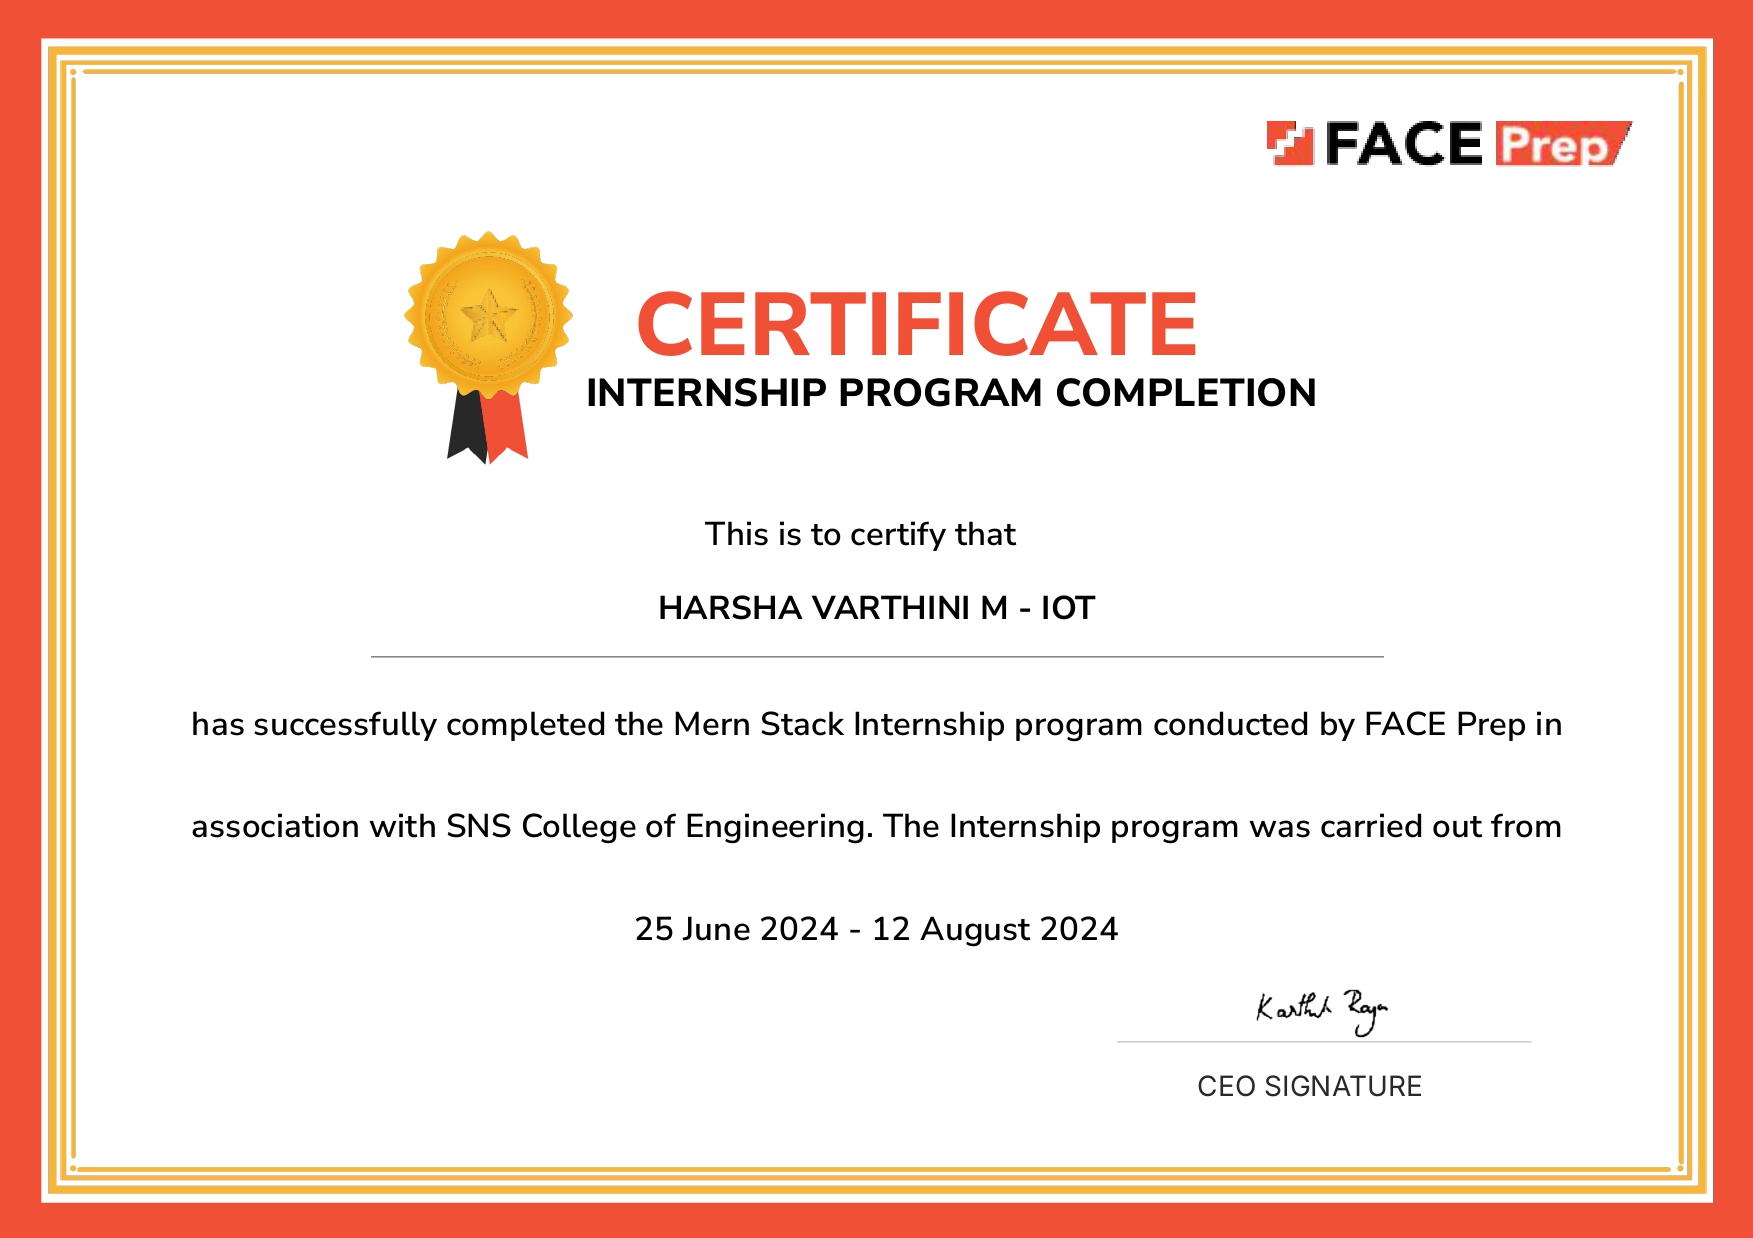 FACE Prep
CERTIFICATE
INTERNSHIP PROGRAM COMPLETION
This is to certify that
HARSHA VARTHINI M - IOT
has successfully completed the Mern Stack Internship program conducted by FACE Prep in
association with SNS College of Engineering. The Internship program was carried out from
25 June 2024 - 12 August 2024
Karthik Raja
CEO SIGNATURE